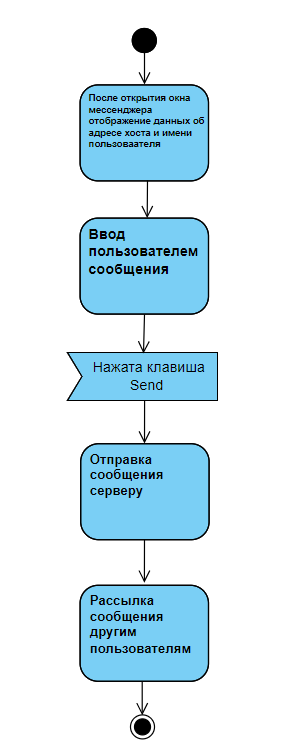 После открытия окна
мессенджера
отображение данных об
адресе хоста и имени
пользоваателя
Ввод
пользователем
сообщения
Нажата клавиша
Send
Отправка
сообщения
серверу
Рассылка
сообщения
другим
пользователям